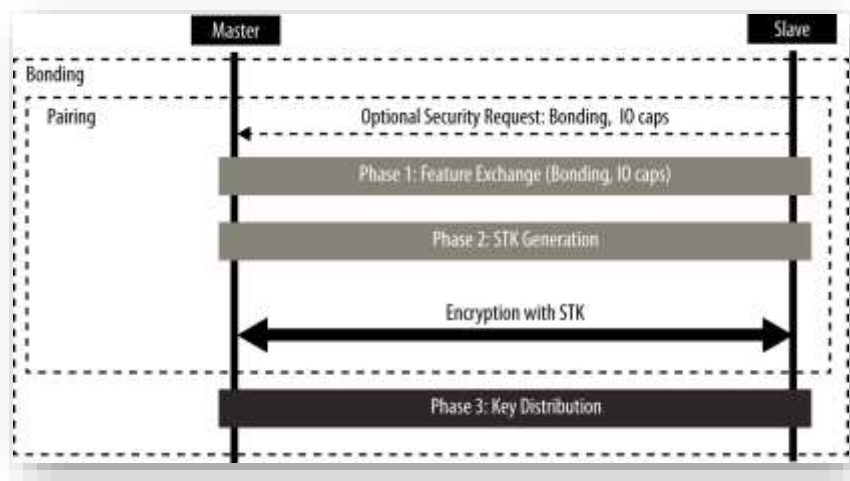 Master
Slave
Bonding
Pairing
Optional Security Request: Bonding, IO caps
Phase 1: Feature Exchange (Bonding, IO caps)
Phase 2: STK Generation
Encryption with STK
Phase 3: Key Distribution